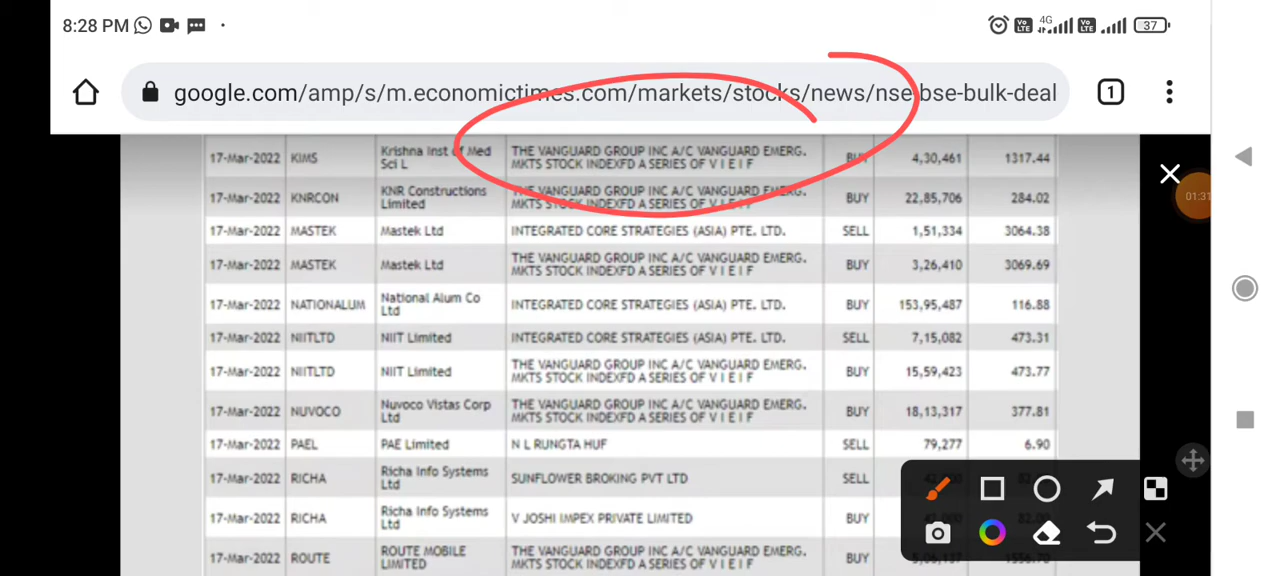 8:28 PM
4G
Vo LTE
Vo LTE
37
google.com/amp/s/m.economictimes.com/markets/stocks/news/nse-bse-bulk-deal
1
01:31
17-Mar-2022 KIMS Krishna Inst of Med Sci L THE VANGUARD GROUP INC A/C VANGUARD EMERG. MKTS STOCK INDEXFD A SERIES OF V I E I F BUY 4,30,461 1317.44
17-Mar-2022 KNRCON KNR Constructions Limited THE VANGUARD GROUP INC A/C VANGUARD EMERG. MKTS STOCK INDEXFD A SERIES OF V I E I F BUY 22,85,706 284.02
17-Mar-2022 MASTEK Mastek Ltd INTEGRATED CORE STRATEGIES (ASIA) PTE. LTD. SELL 1,51,334 3064.38
17-Mar-2022 MASTEK Mastek Ltd THE VANGUARD GROUP INC A/C VANGUARD EMERG. MKTS STOCK INDEXFD A SERIES OF V I E I F BUY 3,26,410 3069.69
17-Mar-2022 NATIONALUM National Alum Co Ltd INTEGRATED CORE STRATEGIES (ASIA) PTE. LTD. BUY 153,95,487 116.88
17-Mar-2022 NIITLTD NIIT Limited INTEGRATED CORE STRATEGIES (ASIA) PTE. LTD. SELL 7,15,082 473.31
17-Mar-2022 NIITLTD NIIT Limited THE VANGUARD GROUP INC A/C VANGUARD EMERG. MKTS STOCK INDEXFD A SERIES OF V I E I F BUY 15,59,423 473.77
17-Mar-2022 NUVOCO Nuvoco Vistas Corp Ltd THE VANGUARD GROUP INC A/C VANGUARD EMERG. MKTS STOCK INDEXFD A SERIES OF V I E I F BUY 18,13,317 377.81
17-Mar-2022 PAEL PAE Limited N L RUNGTA HUF SELL 79,277 6.90
17-Mar-2022 RICHA Richa Info Systems Ltd SUNFLOWER BROKING PVT LTD SELL
17-Mar-2022 RICHA Richa Info Systems Ltd V JOSHI IMPEX PRIVATE LIMITED BUY
17-Mar-2022 ROUTE ROUTE MOBILE LIMITED THE VANGUARD GROUP INC A/C VANGUARD EMERG. MKTS STOCK INDEXFD A SERIES OF V I E I F BUY